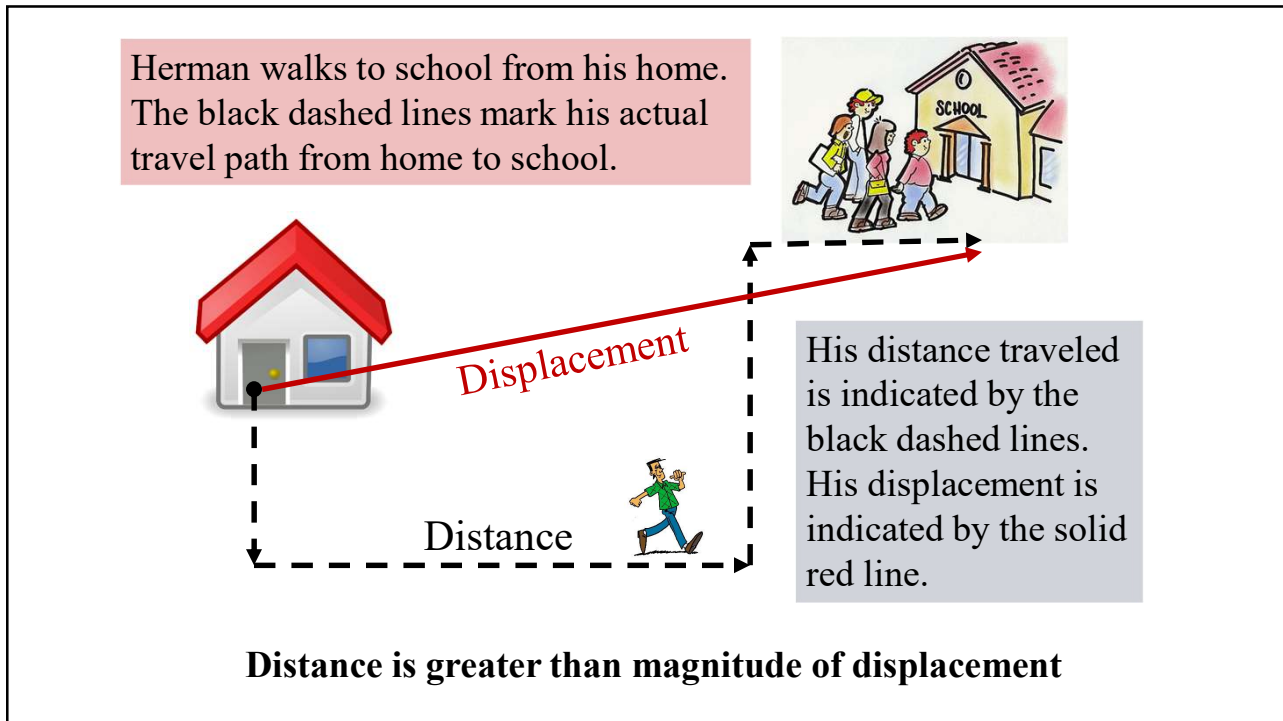 Herman walks to school from his home.
The black dashed lines mark his actual
travel path from home to school.
SCHOOL
Displacement
His distance traveled
is indicated by the
black dashed lines.
His displacement is
indicated by the solid
red line.
Distance
Distance is greater than magnitude of displacement